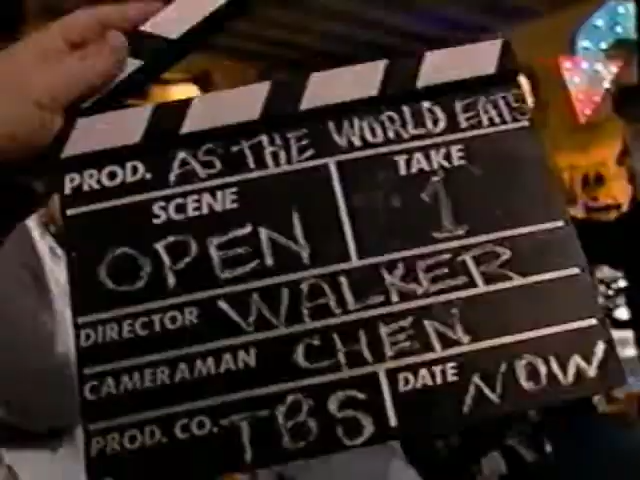 PROD. AS THE WORLD EATS
SCENE TAKE
OPEN 1
DIRECTOR WALKER
CAMERAMAN CHEN
PROD. CO. TBS DATE NOW